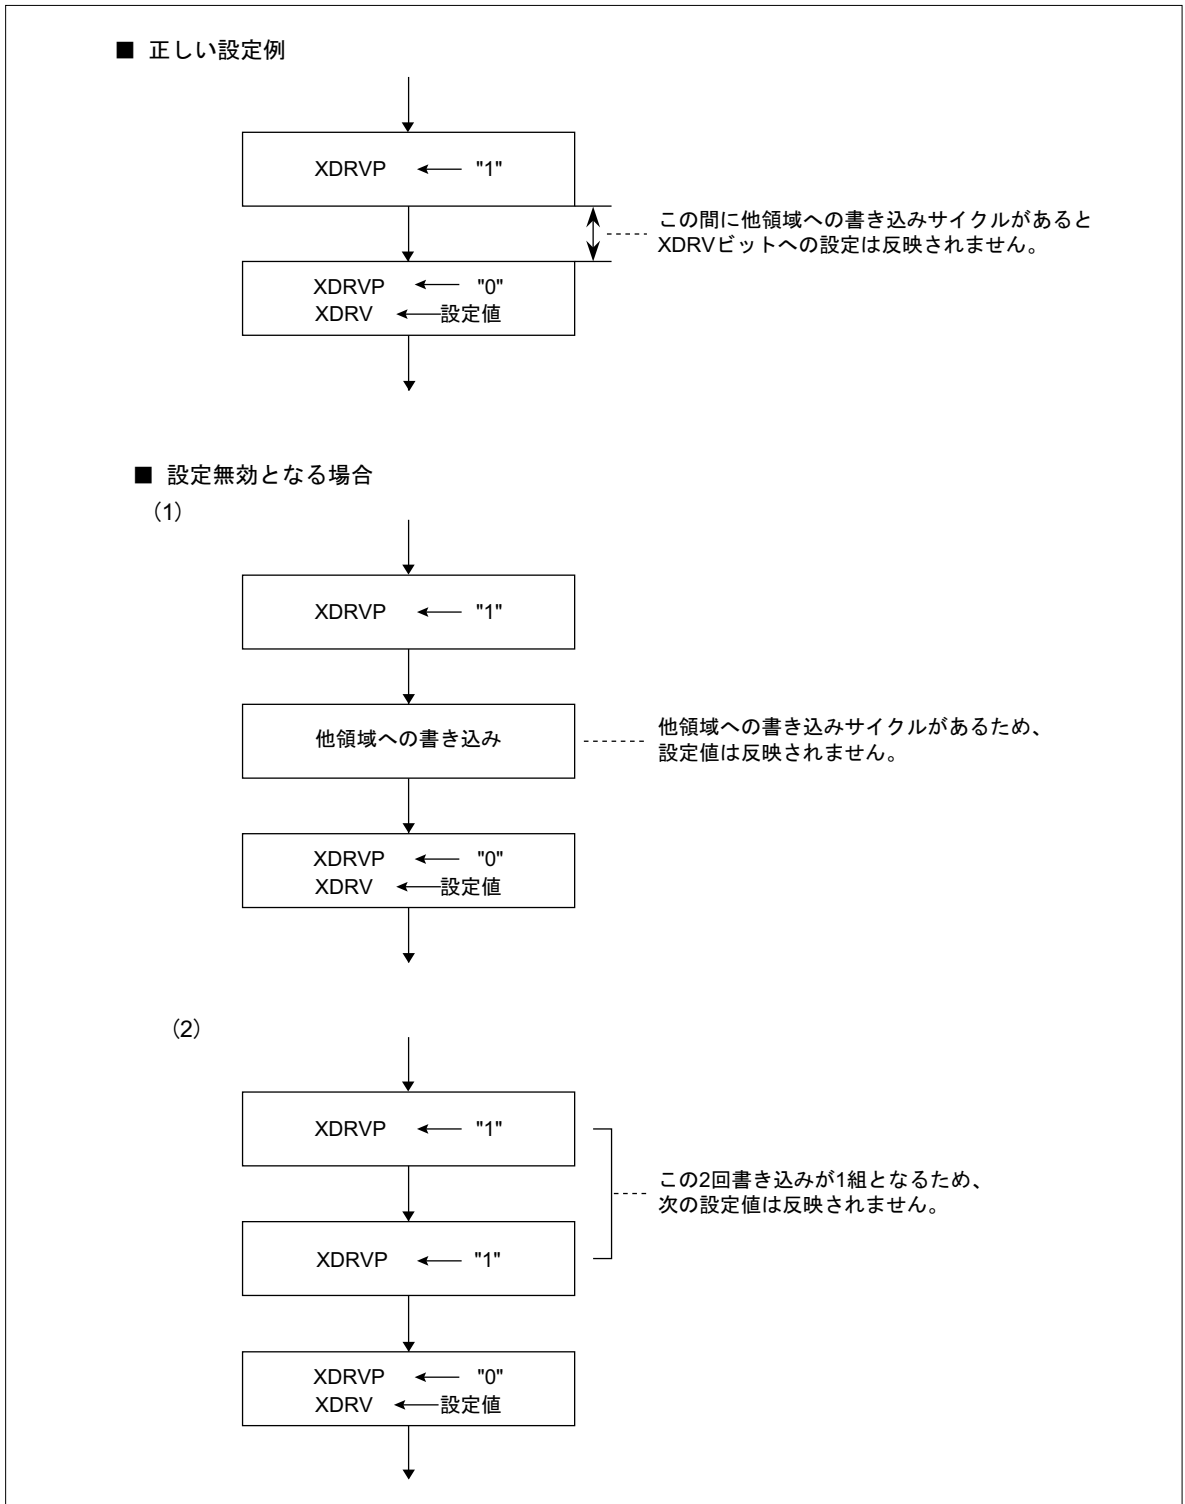 ■ 正しい設定例
XDRVP ← "1"
この間に他領域への書き込みサイクルがあると
XDRVビットへの設定は反映されません。
XDRVP ← "0"
XDRV ← 設定値
■ 設定無効となる場合
(1)
XDRVP ← "1"
他領域への書き込み
他領域への書き込みサイクルがあるため、
設定値は反映されません。
XDRVP ← "0"
XDRV ← 設定値
(2)
XDRVP ← "1"
この2回書き込みが1組となるため、
次の設定値は反映されません。
XDRVP ← "1"
XDRVP ← "0"
XDRV ← 設定値